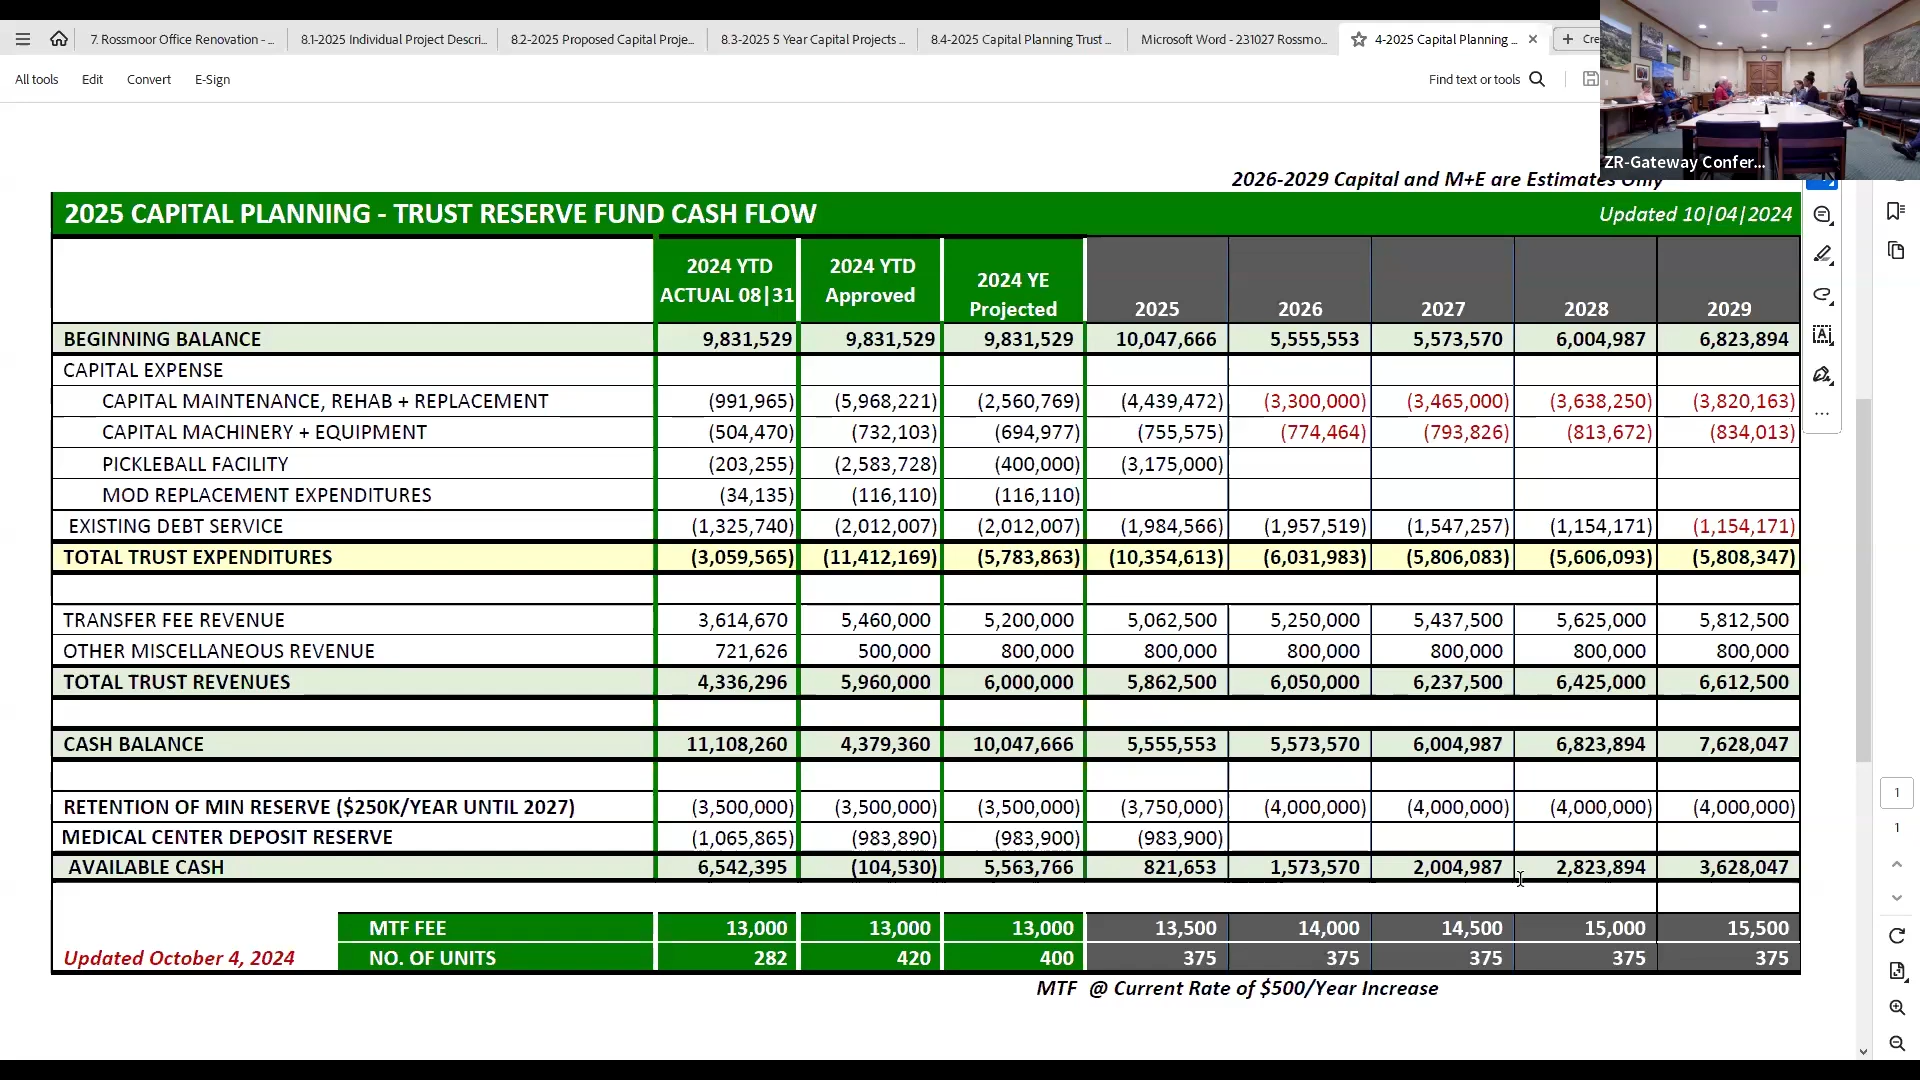 7. Rossmoor Office Renovation - ...
8.1-2025 Individual Project Descri...
8.2-2025 Proposed Capital Proje...
8.3-2025 5 Year Capital Projects ...
8.4-2025 Capital Planning Trust ...
Microsoft Word - 231027 Rossmo...
4-2025 Capital Planning ...
Cre
All tools Edit Convert E-Sign Find text or tools
ZR-Gateway Confer...
2026-2029 Capital and M+E are Estimates Only
2025 CAPITAL PLANNING - TRUST RESERVE FUND CASH FLOW Updated 10|04|2024
2024 YTD 2024 YTD 2024 YE
ACTUAL 08|31 Approved Projected 2025 2026 2027 2028 2029
BEGINNING BALANCE 9,831,529 9,831,529 9,831,529 10,047,666 5,555,553 5,573,570 6,004,987 6,823,894
CAPITAL EXPENSE
CAPITAL MAINTENANCE, REHAB + REPLACEMENT (991,965) (5,968,221) (2,560,769) (4,439,472) (3,300,000) (3,465,000) (3,638,250) (3,820,163)
CAPITAL MACHINERY + EQUIPMENT (504,470) (732,103) (694,977) (755,575) (774,464) (793,826) (813,672) (834,013)
PICKLEBALL FACILITY (203,255) (2,583,728) (400,000) (3,175,000)
MOD REPLACEMENT EXPENDITURES (34,135) (116,110) (116,110)
EXISTING DEBT SERVICE (1,325,740) (2,012,007) (2,012,007) (1,984,566) (1,957,519) (1,547,257) (1,154,171) (1,154,171)
TOTAL TRUST EXPENDITURES (3,059,565) (11,412,169) (5,783,863) (10,354,613) (6,031,983) (5,806,083) (5,606,093) (5,808,347)
TRANSFER FEE REVENUE 3,614,670 5,460,000 5,200,000 5,062,500 5,250,000 5,437,500 5,625,000 5,812,500
OTHER MISCELLANEOUS REVENUE 721,626 500,000 800,000 800,000 800,000 800,000 800,000 800,000
TOTAL TRUST REVENUES 4,336,296 5,960,000 6,000,000 5,862,500 6,050,000 6,237,500 6,425,000 6,612,500
CASH BALANCE 11,108,260 4,379,360 10,047,666 5,555,553 5,573,570 6,004,987 6,823,894 7,628,047
RETENTION OF MIN RESERVE ($250K/YEAR UNTIL 2027) (3,500,000) (3,500,000) (3,500,000) (3,750,000) (4,000,000) (4,000,000) (4,000,000) (4,000,000)
MEDICAL CENTER DEPOSIT RESERVE (1,065,865) (983,890) (983,900) (983,900)
AVAILABLE CASH 6,542,395 (104,530) 5,563,766 821,653 1,573,570 2,004,987 2,823,894 3,628,047
MTF FEE 13,000 13,000 13,000 13,500 14,000 14,500 15,000 15,500
Updated October 4, 2024 NO. OF UNITS 282 420 400 375 375 375 375 375
MTF @ Current Rate of $500/Year Increase
1
1